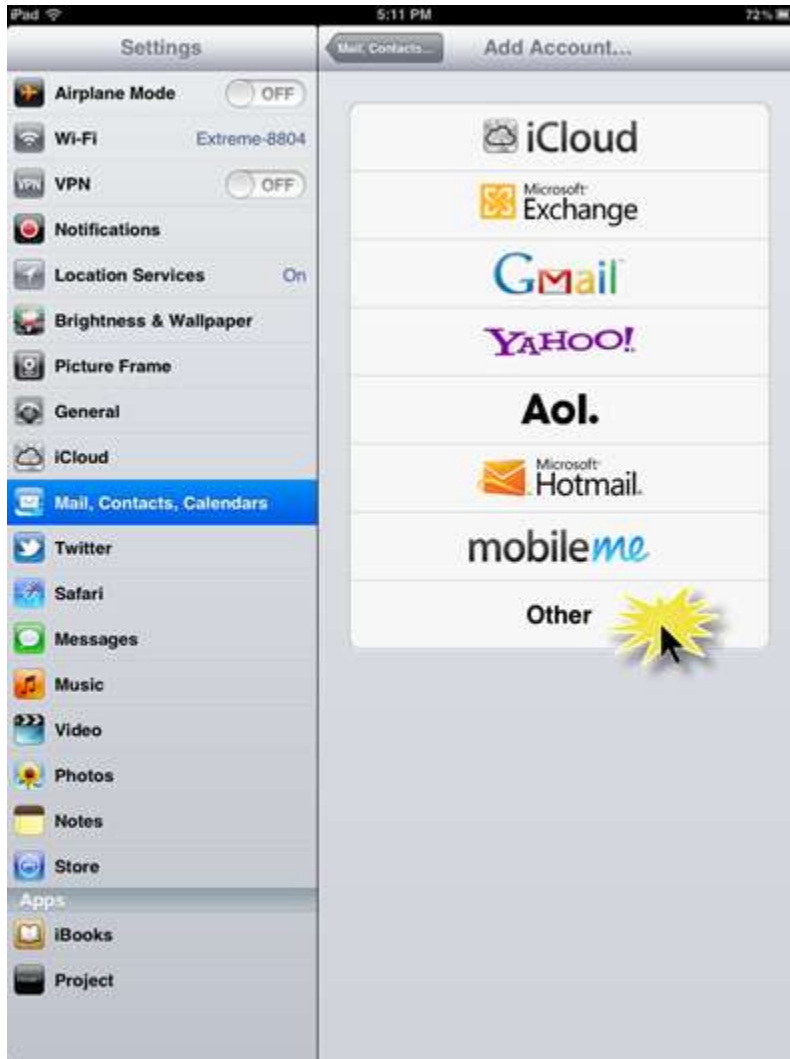 iPad 5:11 PM 72%
Settings
Mail, Contacts... Add Account...
Airplane Mode OFF
Wi-Fi Extreme-8804
VPN OFF
Notifications
Location Services On
Brightness & Wallpaper
Picture Frame
General
iCloud
Mail, Contacts, Calendars
Twitter
Safari
Messages
Music
Video
Photos
Notes
Store
Apps
iBooks
Project
iCloud
Microsoft
Exchange
Gmail
YAHOO!
Aol.
Microsoft
Hotmail
mobileme
Other